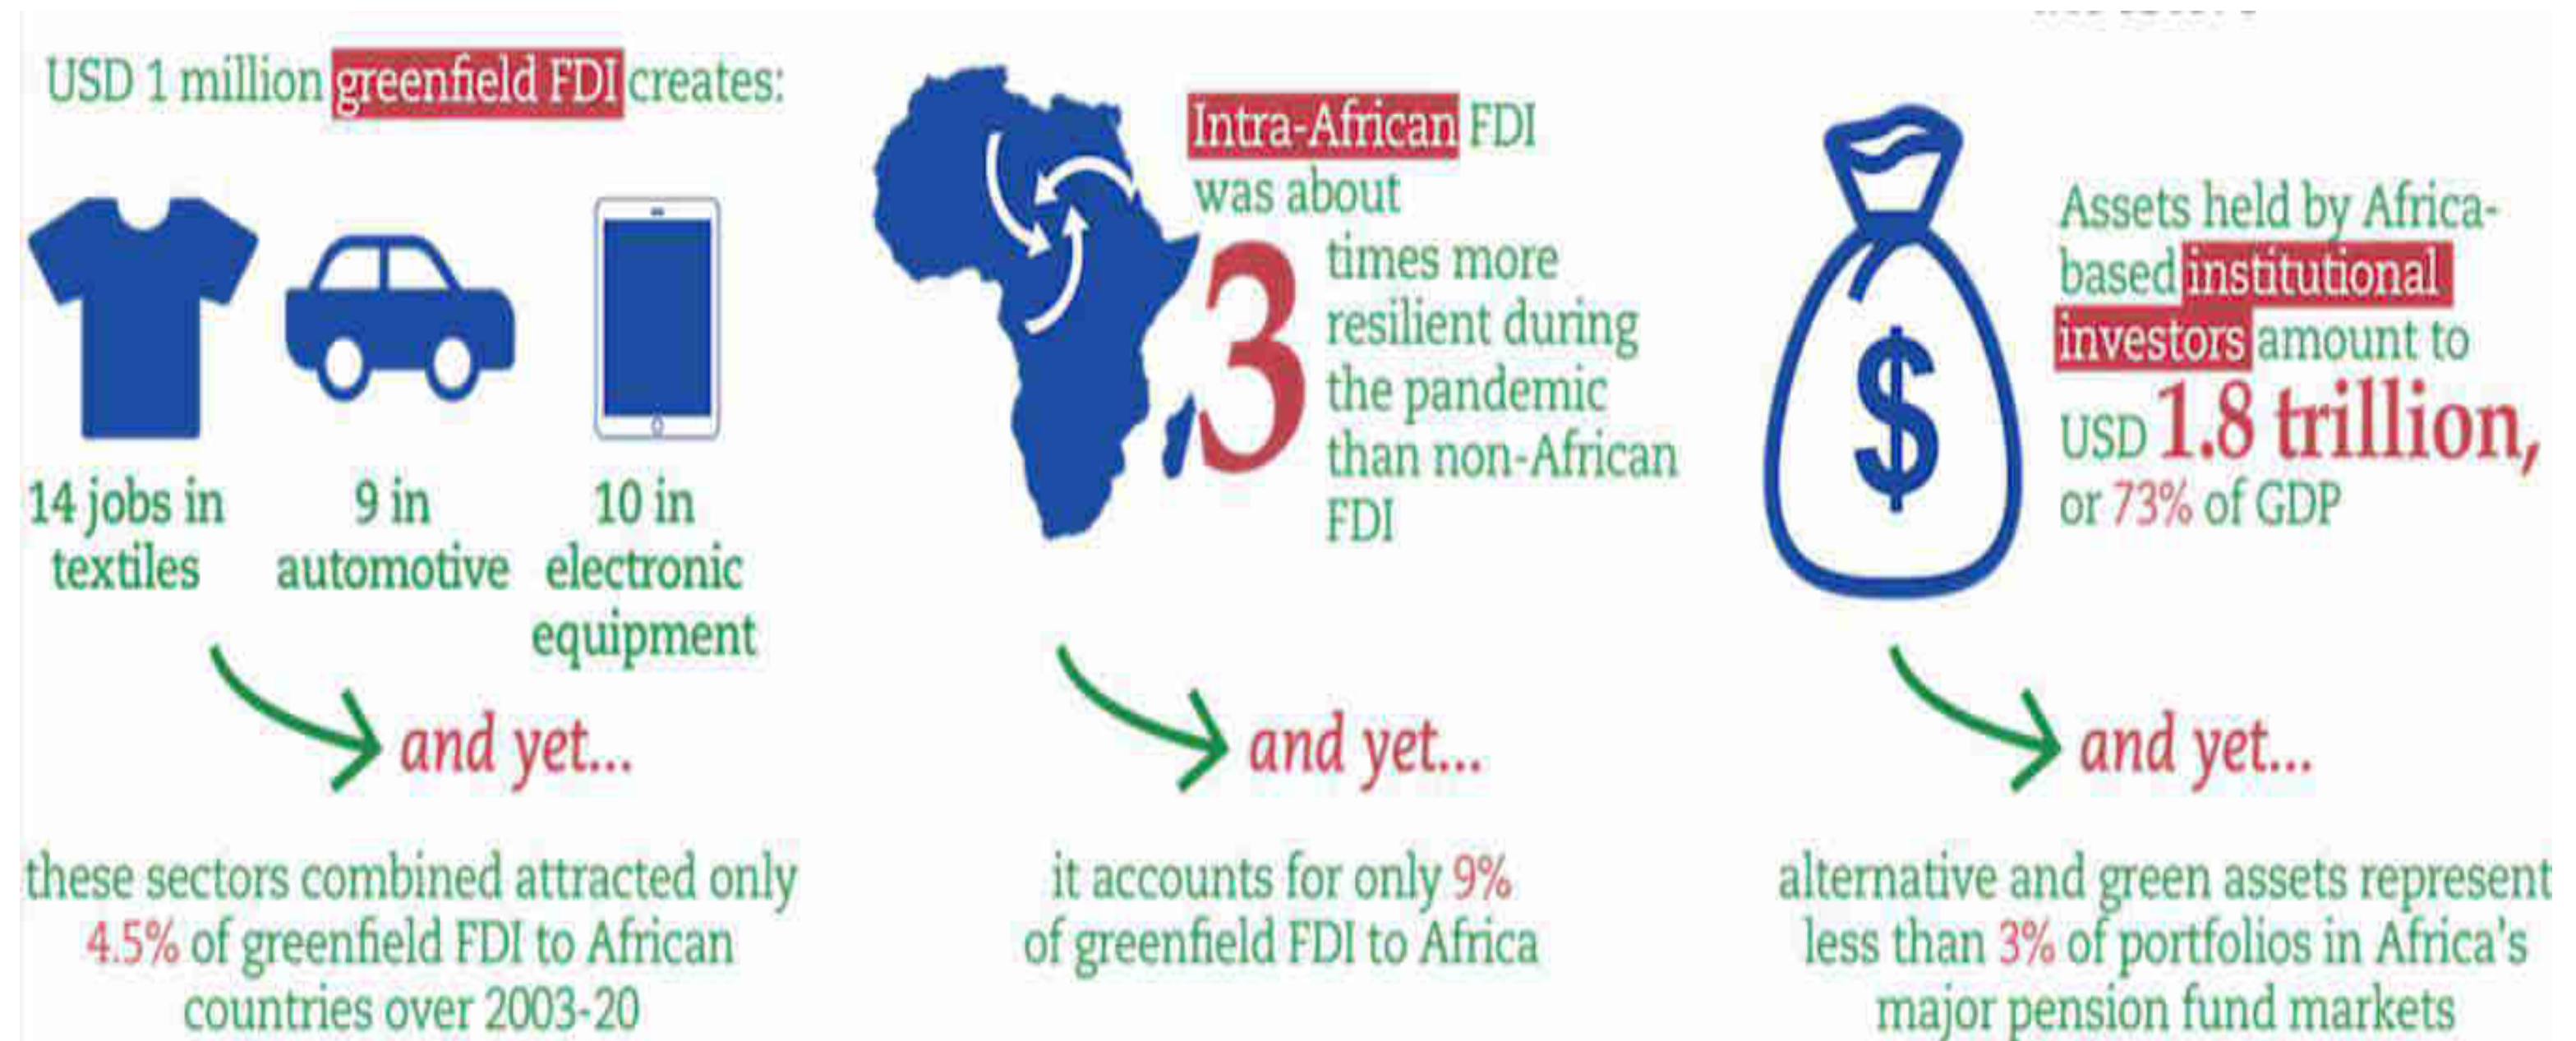 USD 1 million greenfield FDI creates:
14 jobs in
textiles
9 in
automotive
10 in
electronic
equipment
and yet...
these sectors combined attracted only
4.5% of greenfield FDI to African
countries over 2003-20
Intra-African FDI
was about
3
times more
resilient during
the pandemic
than non-African
FDI
and yet...
it accounts for only 9%
of greenfield FDI to Africa
$
Assets held by Africa-
based institutional
investors amount to
USD 1.8 trillion,
or 73% of GDP
and yet...
alternative and green assets represent
less than 3% of portfolios in Africa's
major pension fund markets